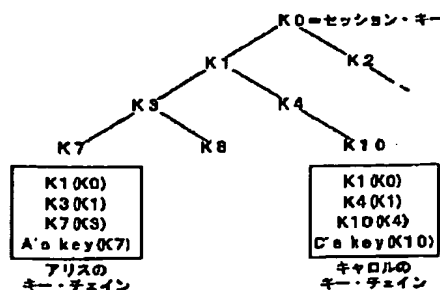 K0=セッション・キー
K1
K2
K3
K4
K7
K8
K10
K1(K0)
K3(K1)
K7(K3)
A's key(K7)
アリスの
キー・チェイン
K1(K0)
K4(K1)
K10(K4)
C's key(K10)
キャロルの
キー・チェイン